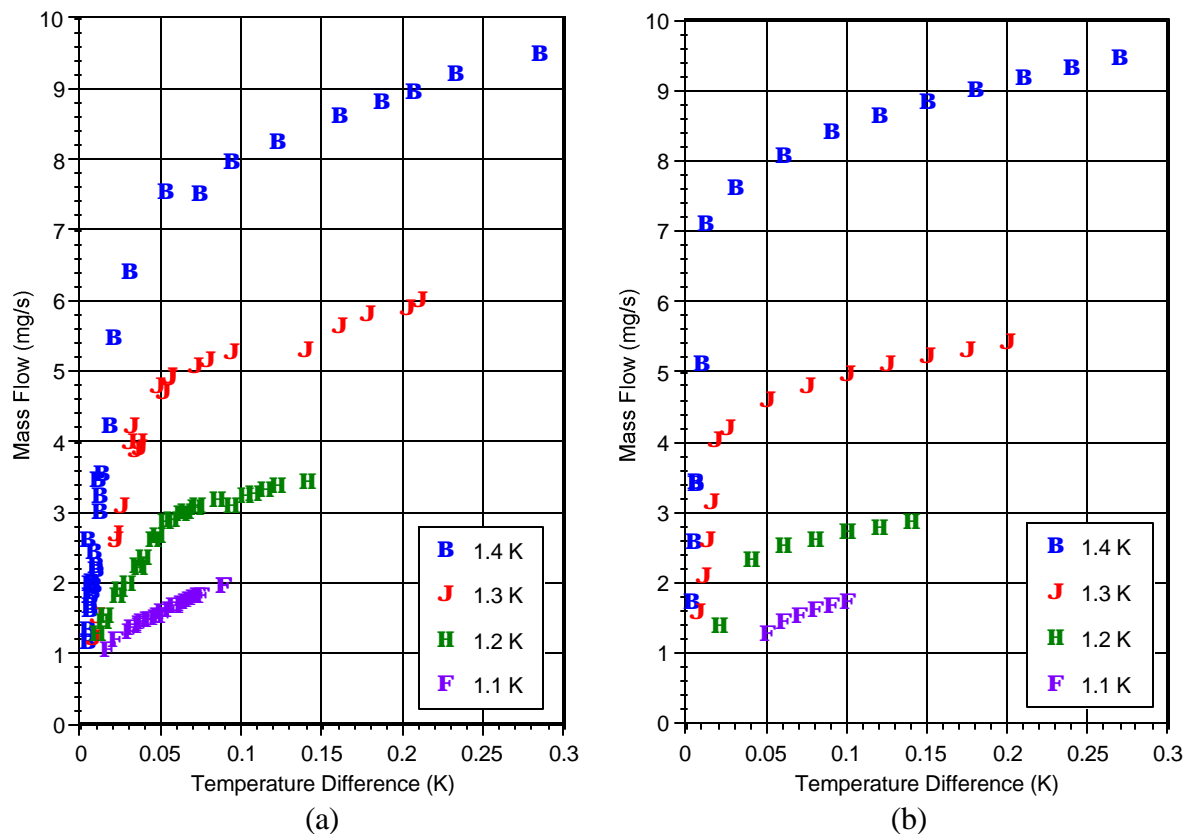 10
9
8
7
6
5
4
3
2
1
0
Mass Flow (mg/s)
0 0.05 0.1 0.15 0.2 0.25 0.3
Temperature Difference (K)
B 1.4 K
J 1.3 K
H 1.2 K
F 1.1 K
(a)
10
9
8
7
6
5
4
3
2
1
0
Mass Flow (mg/s)
0 0.05 0.1 0.15 0.2 0.25 0.3
Temperature Difference (K)
B 1.4 K
J 1.3 K
H 1.2 K
F 1.1 K
(b)